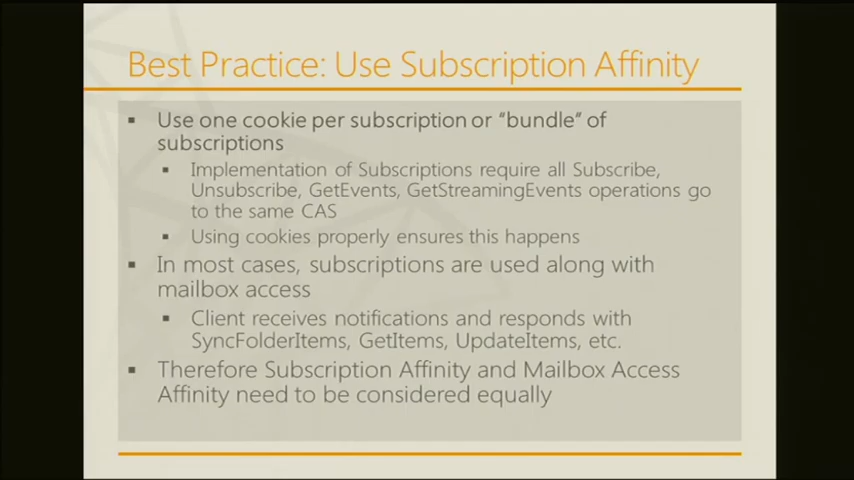 Best Practice: Use Subscription Affinity
▪ Use one cookie per subscription or “bundle” of
subscriptions
▪ Implementation of Subscriptions require all Subscribe,
Unsubscribe, GetEvents, GetStreamingEvents operations go
to the same CAS
▪ Using cookies properly ensures this happens
▪ In most cases, subscriptions are used along with
mailbox access
▪ Client receives notifications and responds with
SyncFolderItems, GetItems, UpdateItems, etc.
▪ Therefore Subscription Affinity and Mailbox Access
Affinity need to be considered equally